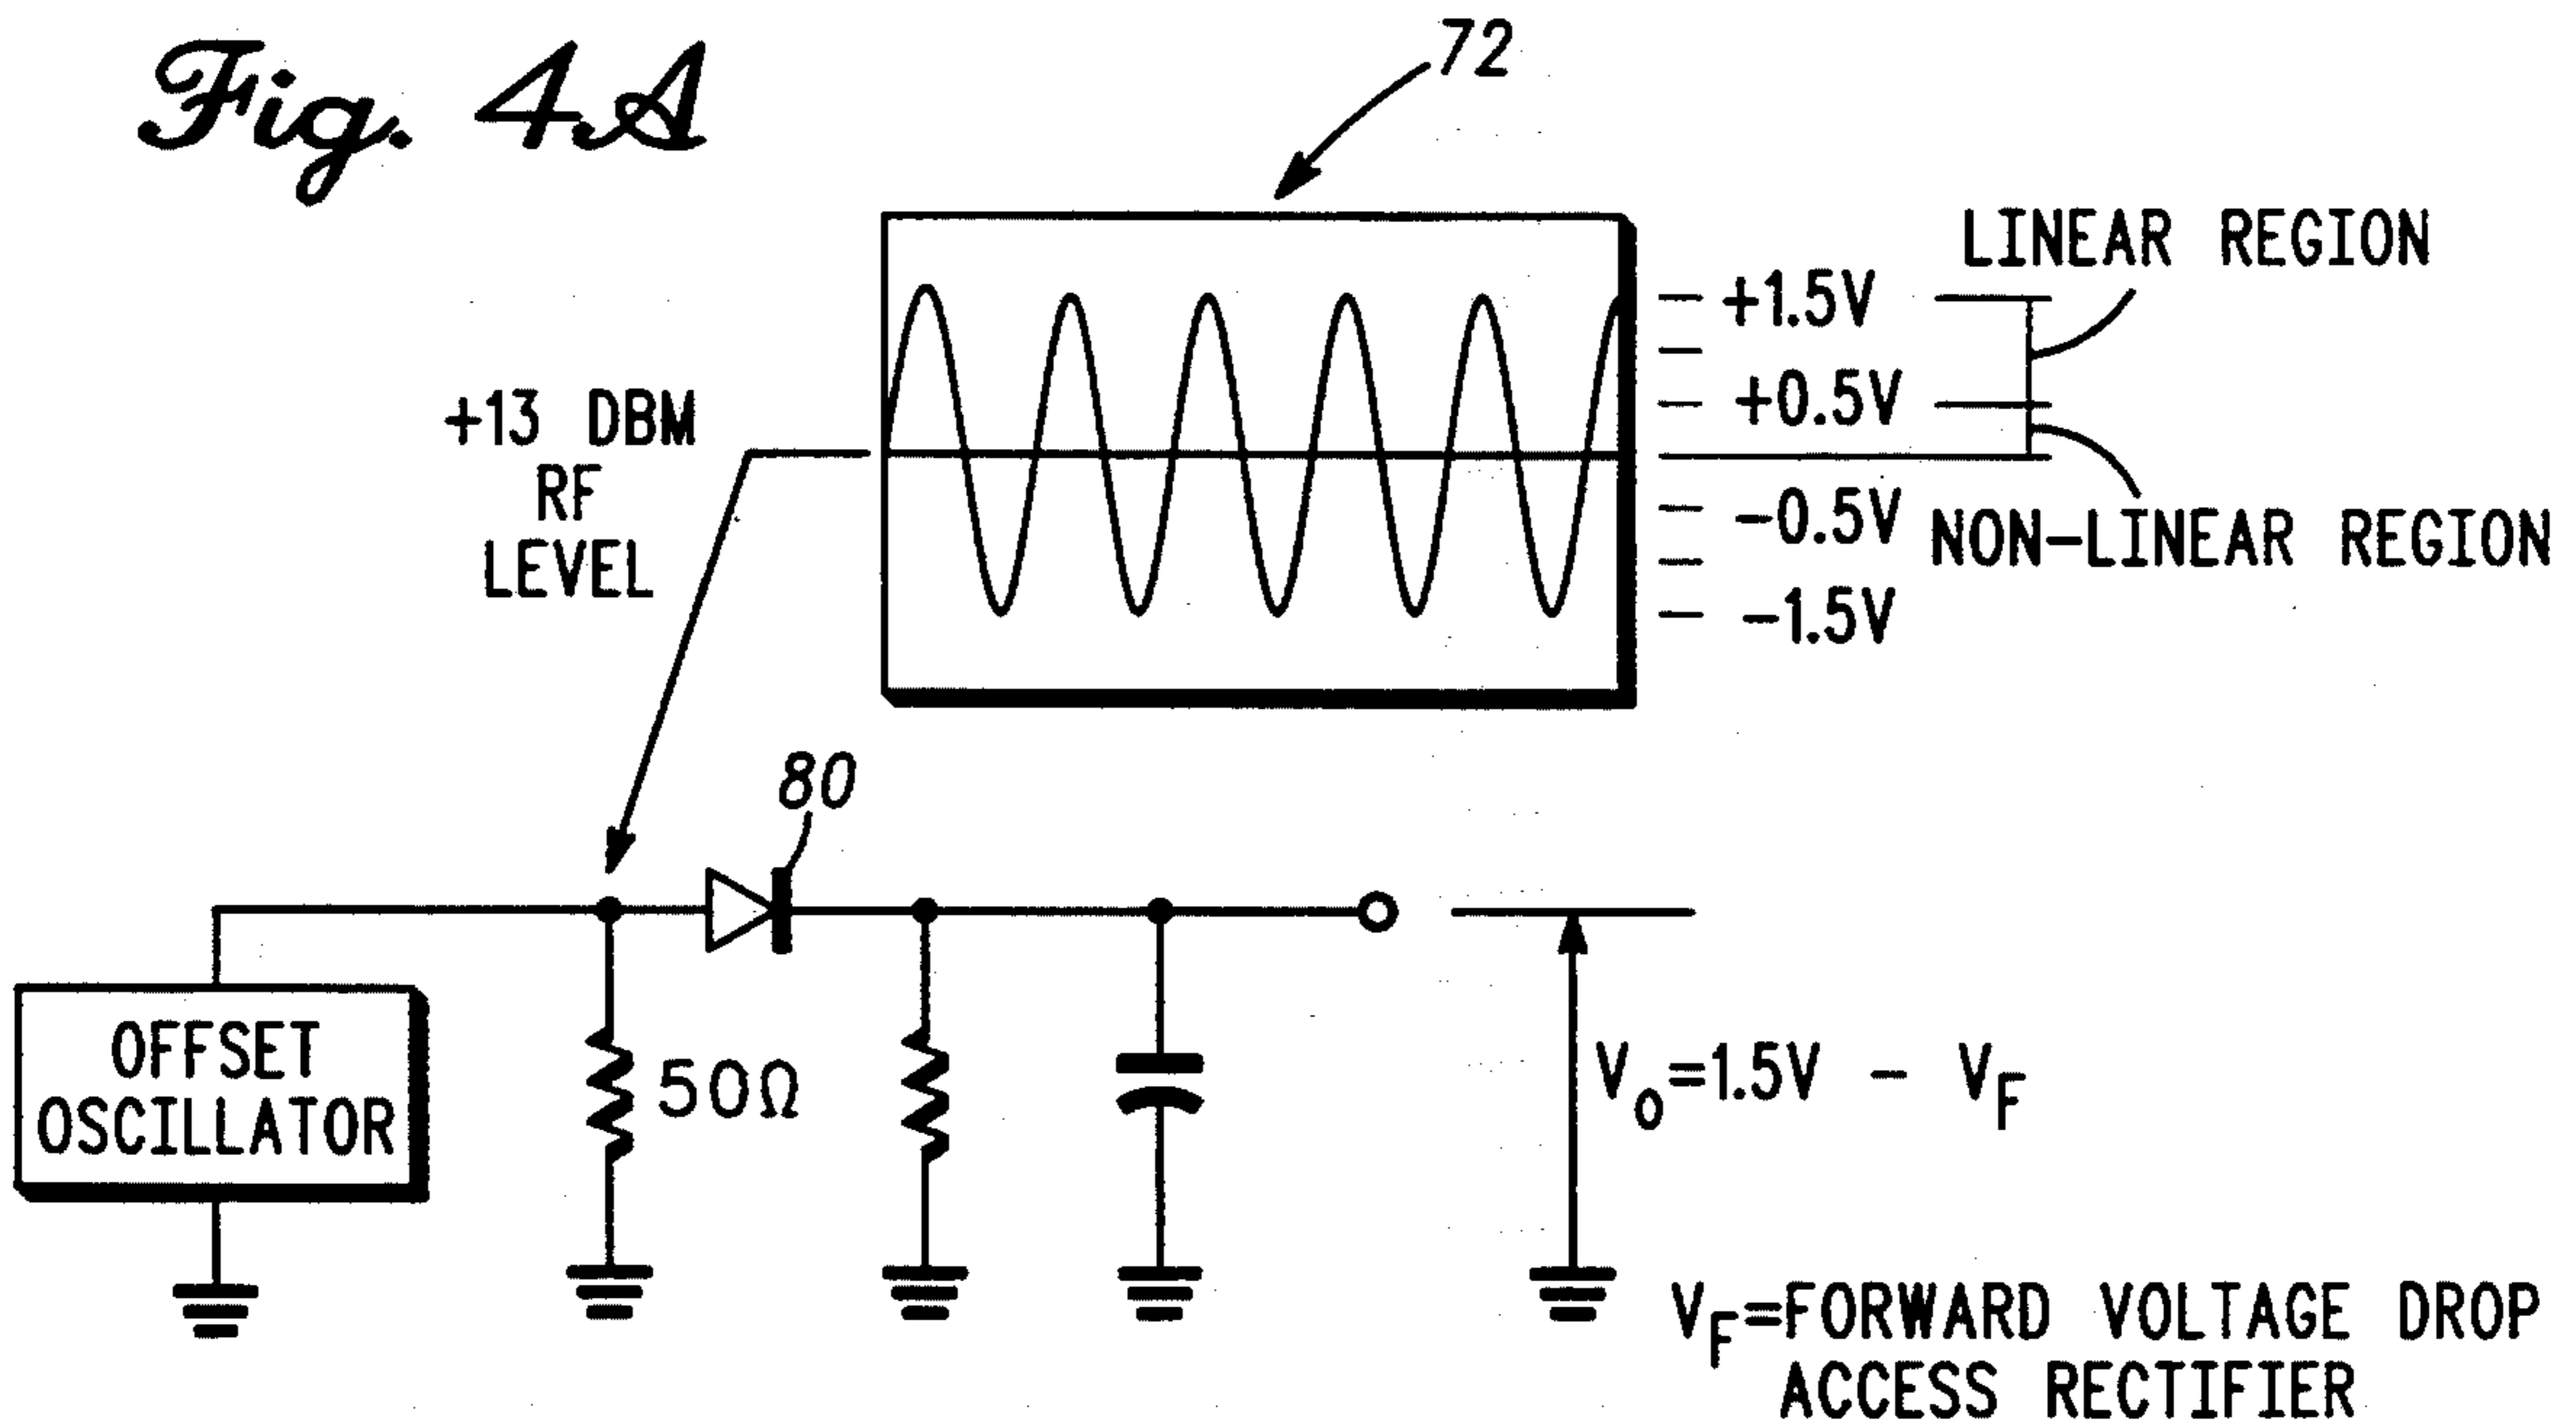 Fig. 4A
72
LINEAR REGION
+1.5V
+0.5V
-0.5V
-1.5V
NON-LINEAR REGION
+13 DBM
RF
LEVEL
80
OFFSET
OSCILLATOR
50Ω
Vo=1.5V - VF
VF=FORWARD VOLTAGE DROP
ACCESS RECTIFIER